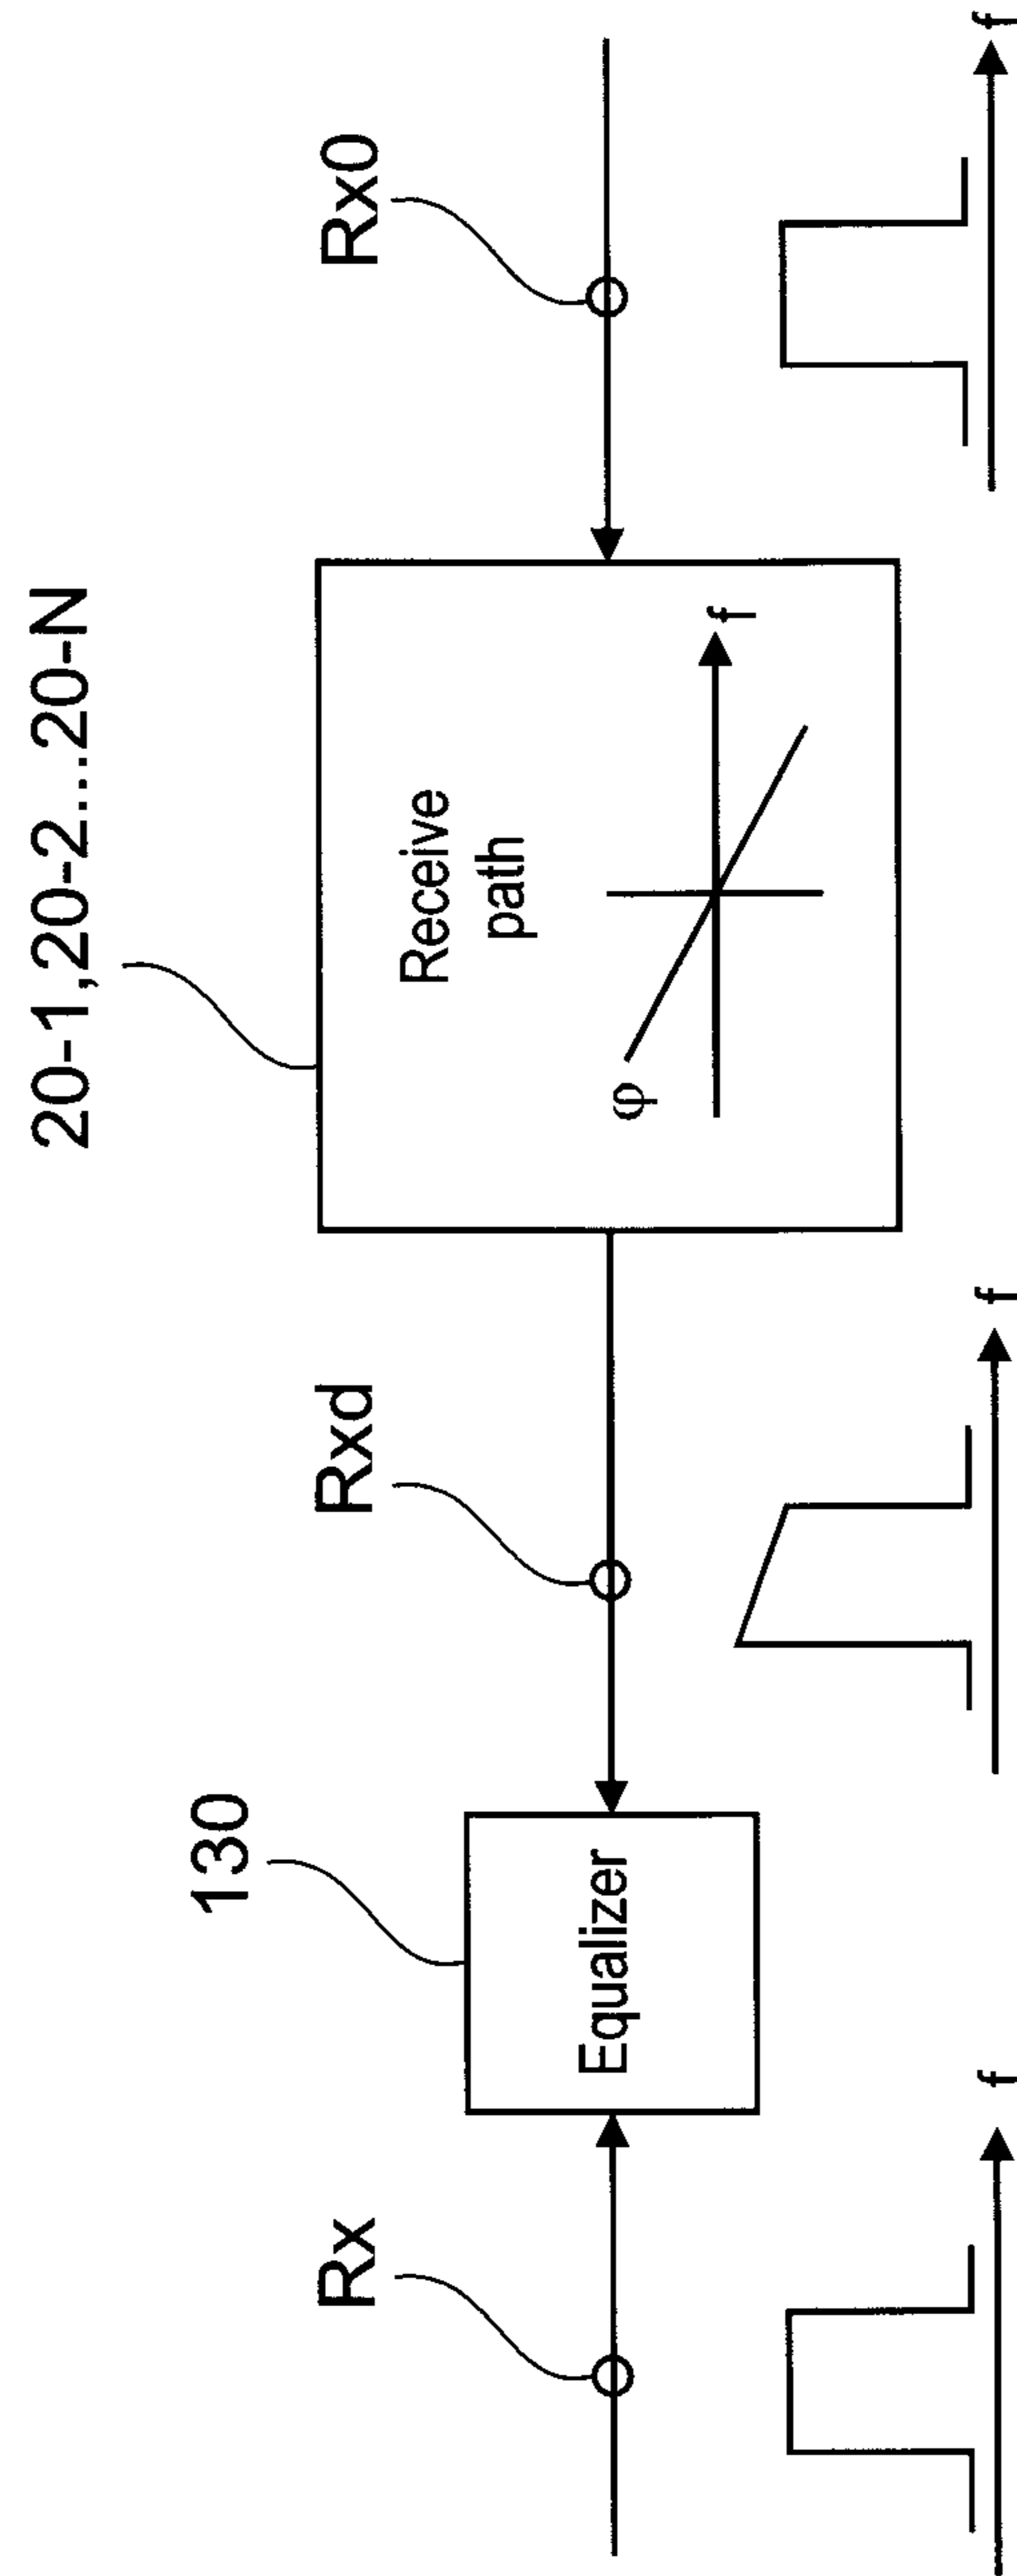 20-1,20-2...20-N
130
Rx
Rxd
Rx0
Equalizer
Receive
path
φ
f
f
f
f